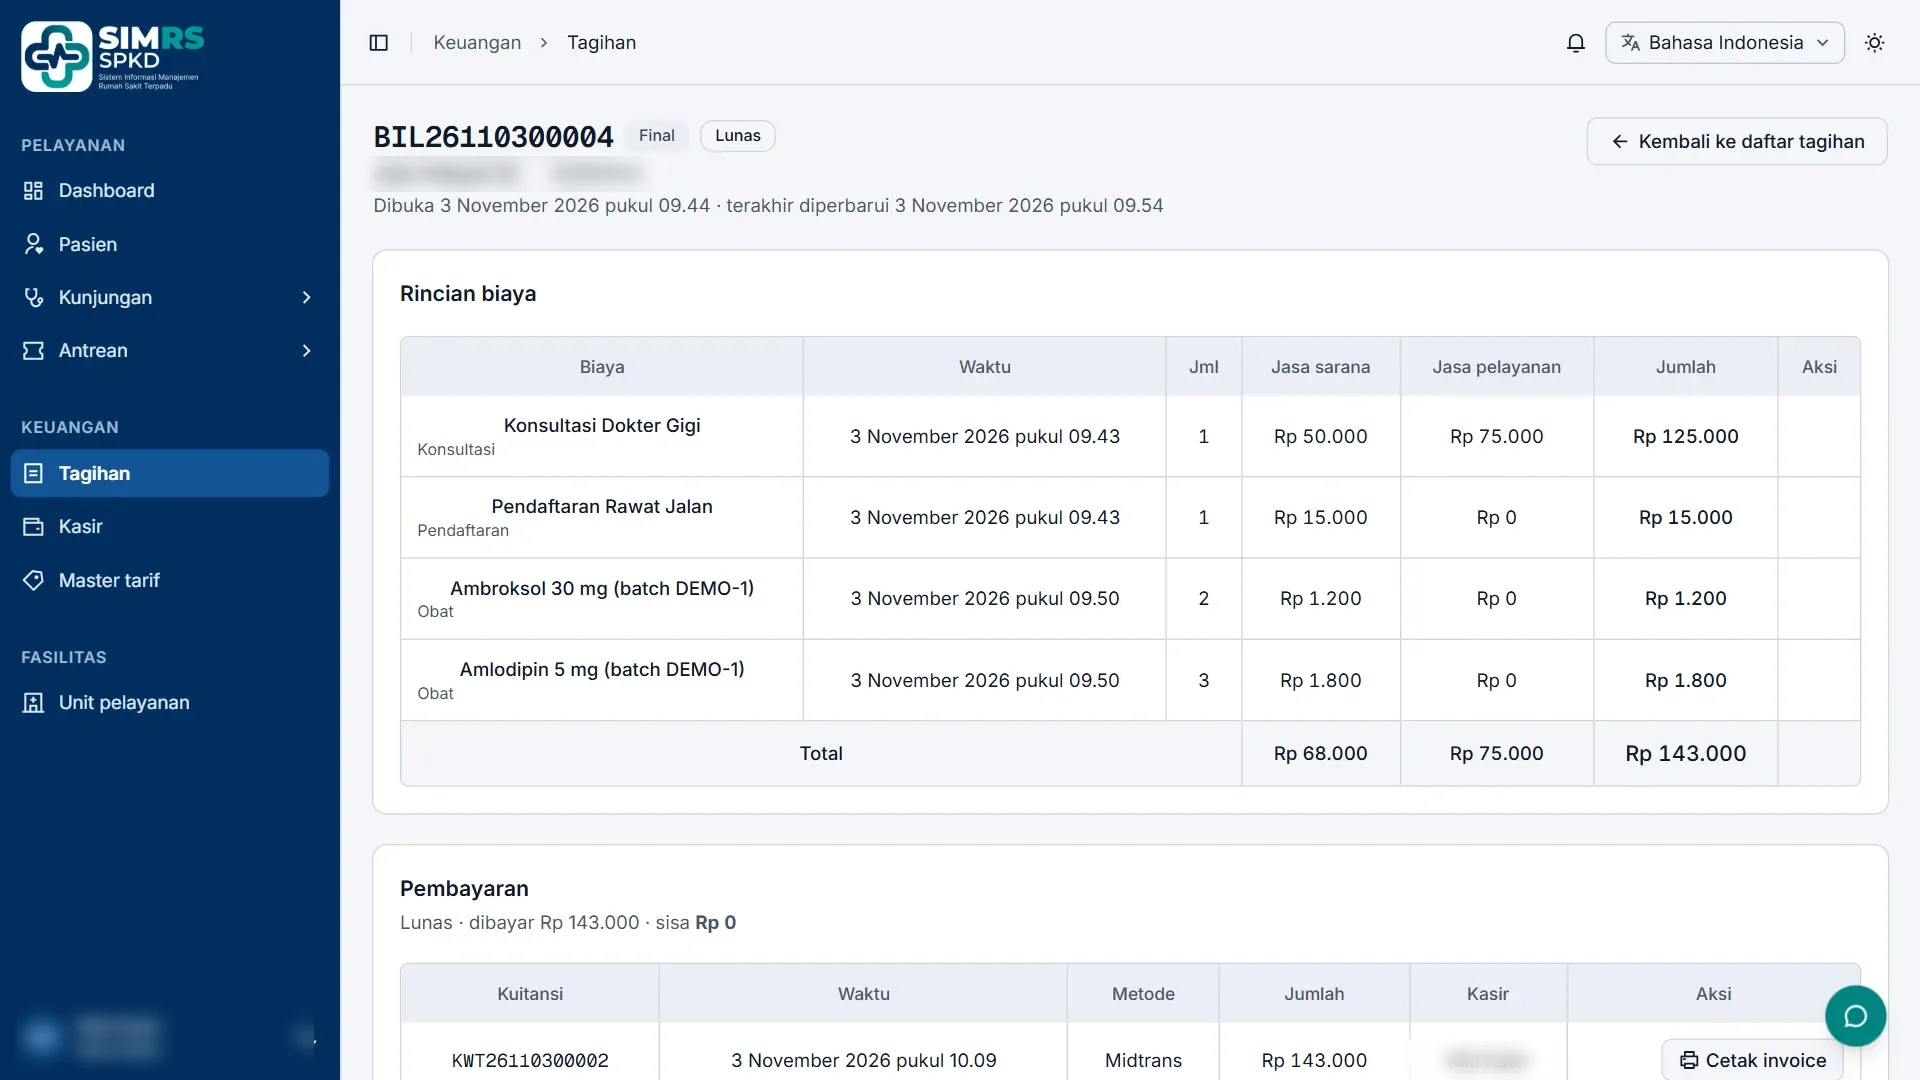 SIMRS
SPKD
Sistem Informasi Manajemen
Rumah Sakit Terpadu
PELAYANAN
Dashboard
Pasien
Kunjungan
Antrean
KEUANGAN
Tagihan
Kasir
Master tarif
FASILITAS
Unit pelayanan
Keuangan > Tagihan
Bahasa Indonesia
BIL26110300004 Final Lunas
Kembali ke daftar tagihan
Dibuka 3 November 2026 pukul 09.44 · terakhir diperbarui 3 November 2026 pukul 09.54
Rincian biaya
Biaya Waktu Jml Jasa sarana Jasa pelayanan Jumlah Aksi
Konsultasi Dokter Gigi
Konsultasi
3 November 2026 pukul 09.43 1 Rp 50.000 Rp 75.000 Rp 125.000
Pendaftaran Rawat Jalan
Pendaftaran
3 November 2026 pukul 09.43 1 Rp 15.000 Rp 0 Rp 15.000
Ambroksol 30 mg (batch DEMO-1)
Obat
3 November 2026 pukul 09.50 2 Rp 1.200 Rp 0 Rp 1.200
Amlodipin 5 mg (batch DEMO-1)
Obat
3 November 2026 pukul 09.50 3 Rp 1.800 Rp 0 Rp 1.800
Total Rp 68.000 Rp 75.000 Rp 143.000
Pembayaran
Lunas · dibayar Rp 143.000 · sisa Rp 0
Kuitansi Waktu Metode Jumlah Kasir Aksi
KWT26110300002 3 November 2026 pukul 10.09 Midtrans Rp 143.000 Cetak invoice